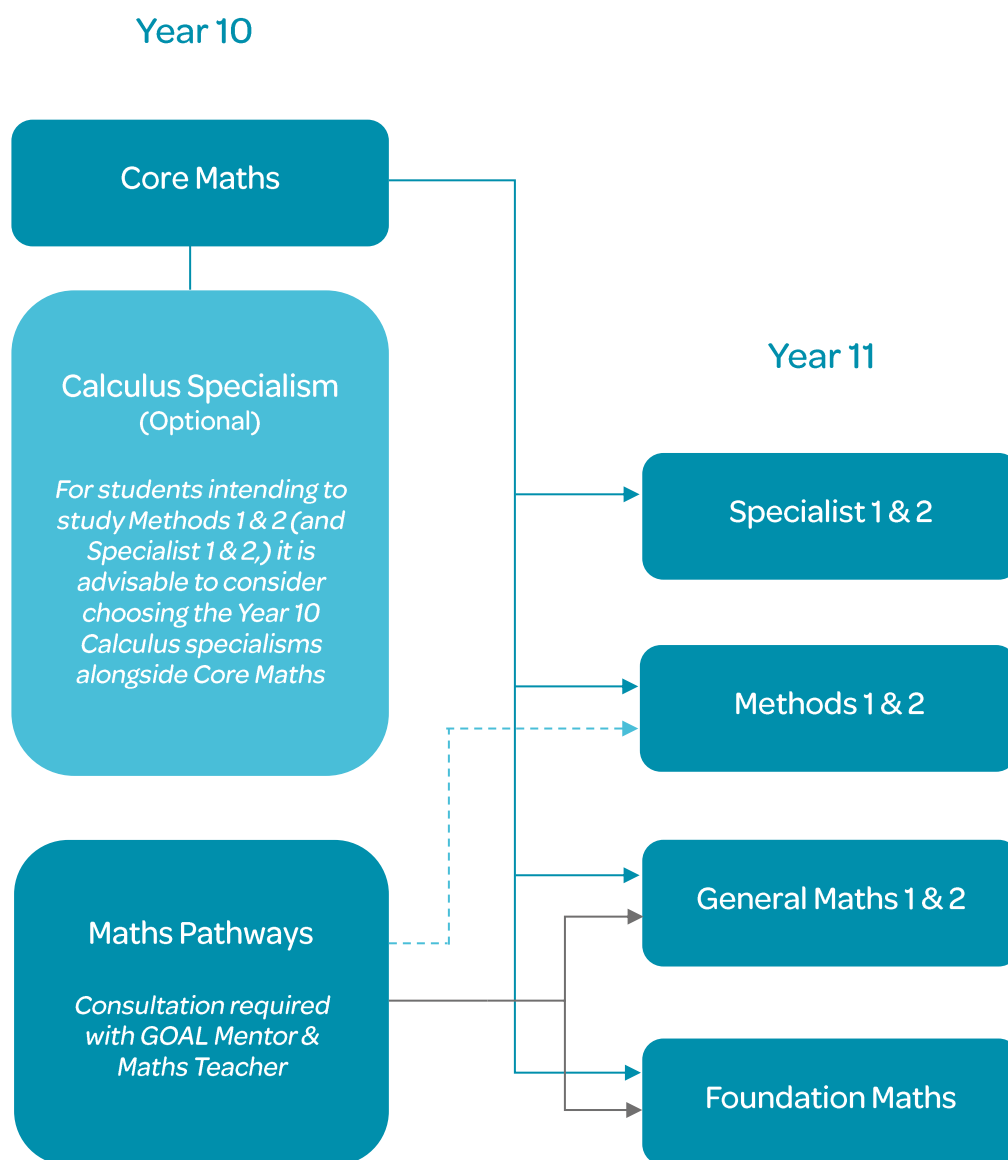 Year 10
Core Maths
Calculus Specialism
(Optional)
For students intending to
study Methods 1 & 2 (and
Specialist 1 & 2,) it is
advisable to consider
choosing the Year 10
Calculus specialisms
alongside Core Maths
Maths Pathways
Consultation required
with GOAL Mentor &
Maths Teacher
Year 11
Specialist 1 & 2
Methods 1 & 2
General Maths 1 & 2
Foundation Maths